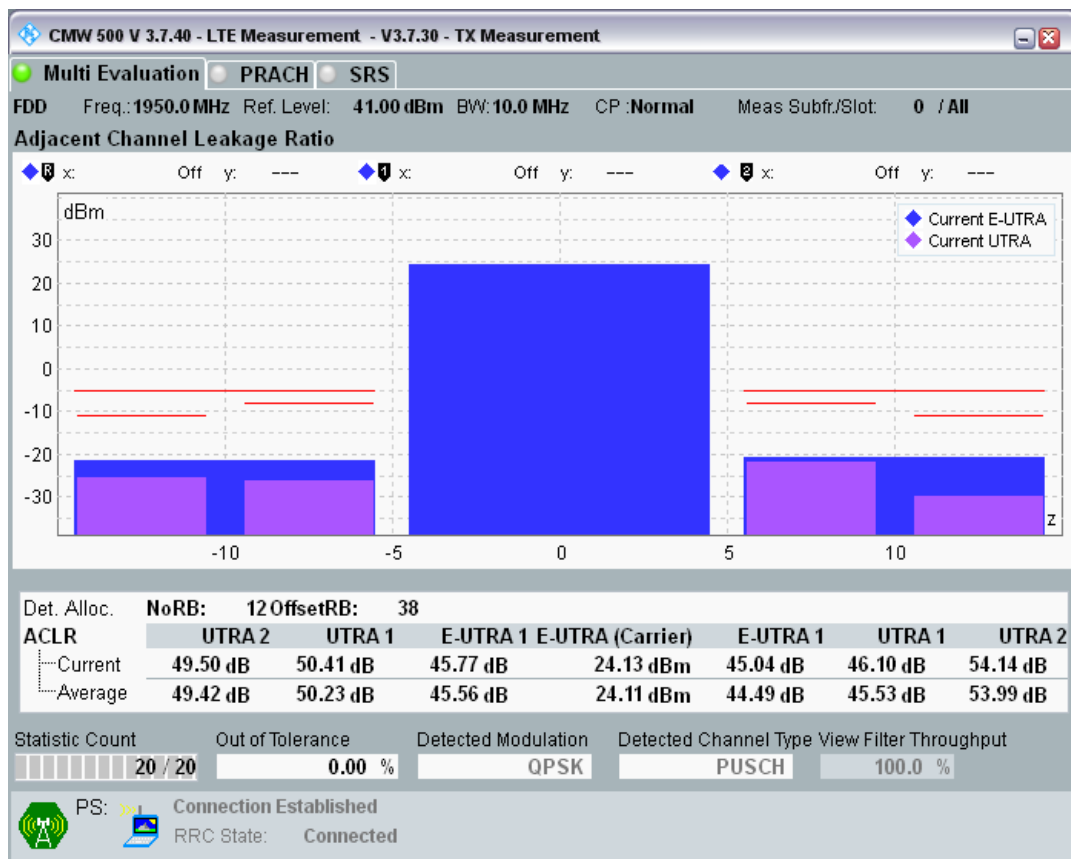 CMW 500 V 3.7.40 - LTE Measurement - V3.7.30 - TX Measurement
Multi Evaluation PRACH SRS
FDD Freq.: 1950.0 MHz Ref. Level: 41.00 dBm BW: 10.0 MHz CP :Normal Meas Subfr./Slot: 0 / All
Adjacent Channel Leakage Ratio
R x: Off y: --- 1 x: Off y: --- 2 x: Off y: ---
dBm
Current E-UTRA
Current UTRA
30
20
10
0
-10
-20
-30
z
-10 -5 0 5 10
Det. Alloc. NoRB: 12 OffsetRB: 38
ACLR UTRA 2 UTRA 1 E-UTRA 1 E-UTRA (Carrier) E-UTRA 1 UTRA 1 UTRA 2
Current 49.50 dB 50.41 dB 45.77 dB 24.13 dBm 45.04 dB 46.10 dB 54.14 dB
Average 49.42 dB 50.23 dB 45.56 dB 24.11 dBm 44.49 dB 45.53 dB 53.99 dB
Statistic Count Out of Tolerance Detected Modulation Detected Channel Type View Filter Throughput
20 / 20 0.00 % QPSK PUSCH 100.0 %
PS: Connection Established
RRC State: Connected